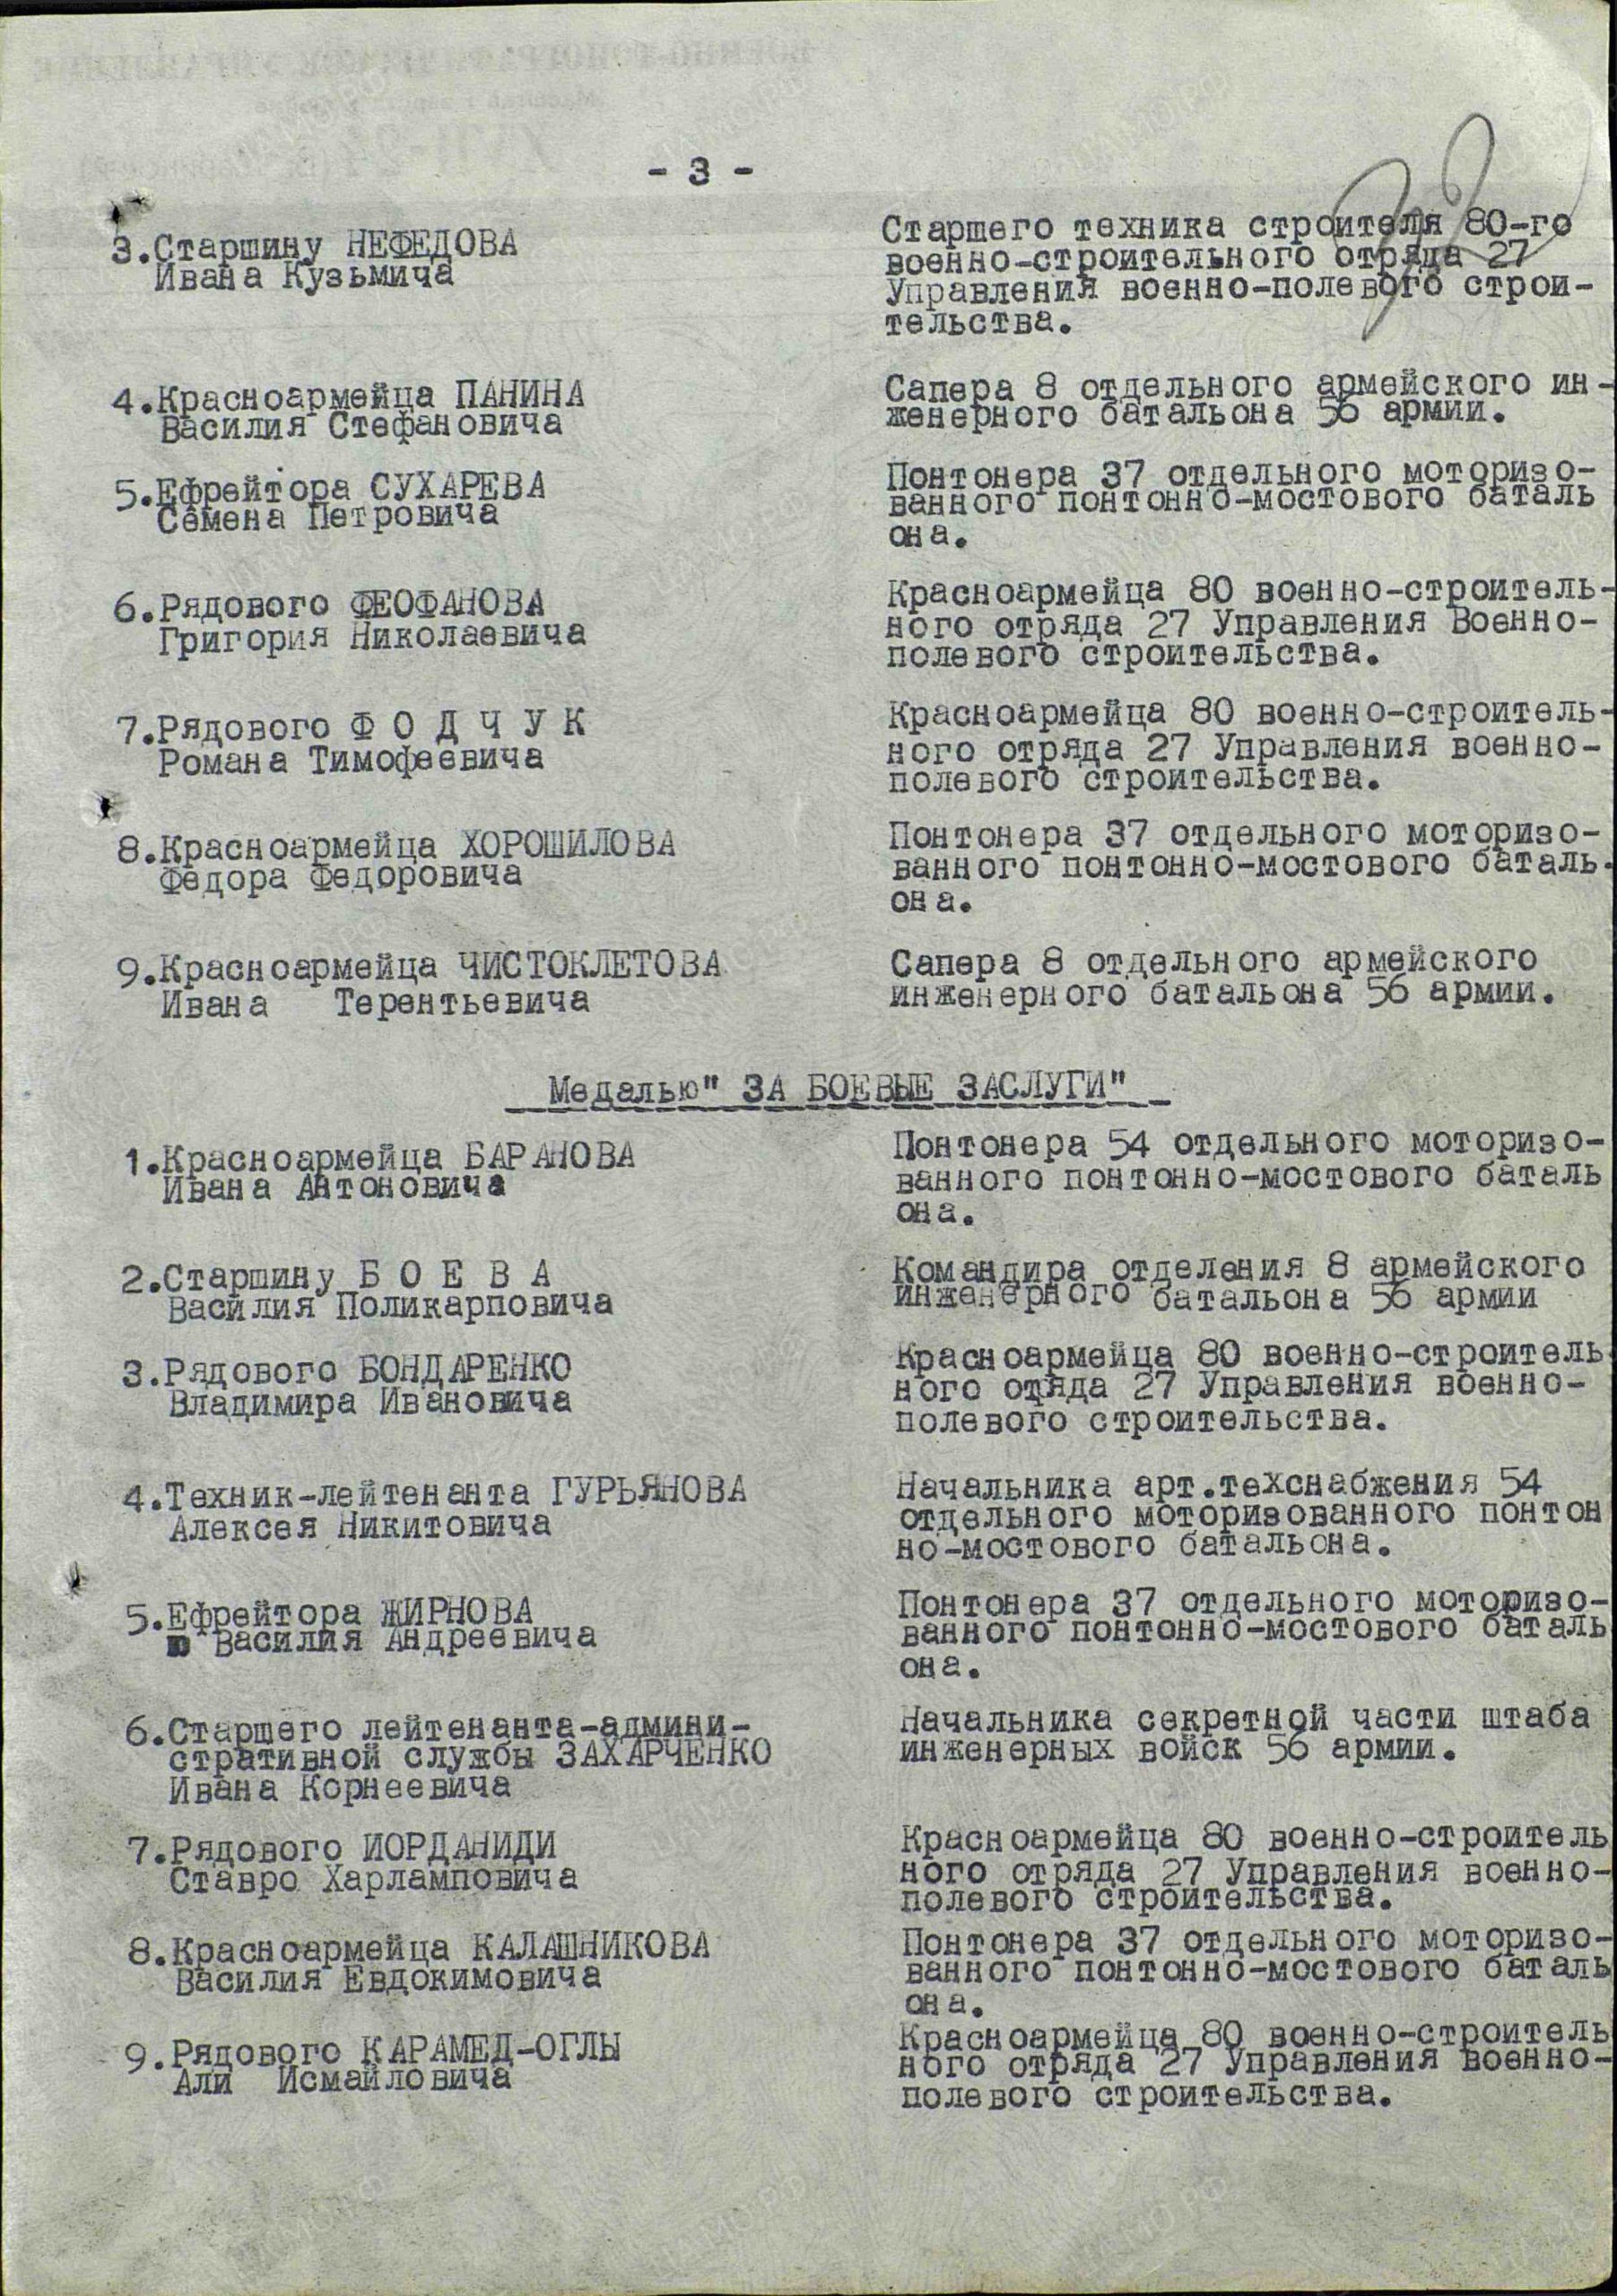 - 3 -
3.Старшину НЕФЕДОВА
Ивана Кузьмича
Старшего техника строителя 80-го
военно-строительного отряда 27
Управления военно-полевого строи-
тельства.
4.Красноармейца ПАНИНА
Василия Стефановича
Сапера 8 отдельного армейского ин-
женерного батальона 56 армии.
5.Ефрейтора СУХАРЕВА
Семена Петровича
Понтонера 37 отдельного моторизо-
ванного понтонно-мостового баталь
она.
6.Рядового ФЕОФАНОВА
Григория Николаевича
Красноармейца 80 военно-строитель-
ного отряда 27 Управления Военно-
полевого строительства.
7.Рядового Ф О Д Ч У К
Романа Тимофеевича
Красноармейца 80 военно-строитель-
ного отряда 27 Управления военно-
полевого строительства.
8.Красноармейца ХОРОШИЛОВА
Федора Федоровича
Понтонера 37 отдельного моторизо-
ванного понтонно-мостового баталь-
она.
9.Красноармейца ЧИСТОКЛЕТОВА
Ивана Терентьевича
Сапера 8 отдельного армейского
инженерного батальона 56 армии.
Медалью" ЗА БОЕВЫЕ ЗАСЛУГИ"
1.Красноармейца БАРАНОВА
Ивана Антоновича
Понтонера 54 отдельного моторизо-
ванного понтонно-мостового баталь
она.
2.Старшину Б О Е В А
Василия Поликарповича
Командира отделения 8 армейского
инженерного батальона 56 армии
3.Рядового БОНДАРЕНКО
Владимира Ивановича
Красноармейца 80 военно-строитель
ного отряда 27 Управления военно-
полевого строительства.
4.Техник-лейтенанта ГУРЬЯНОВА
Алексея Никитовича
Начальника арт.техснабжения 54
отдельного моторизованного понтон
но-мостового батальона.
5.Ефрейтора ЖИРНОВА
Василия Андреевича
Понтонера 37 отдельного моторизо-
ванного понтонно-мостового баталь
она.
6.Старшего лейтенанта-админи-
стративной службы ЗАХАРЧЕНКО
Ивана Корнеевича
Начальника секретной части штаба
инженерных войск 56 армии.
7.Рядового ИОРДАНИДИ
Ставро Харламповича
Красноармейца 80 военно-строитель
ного отряда 27 Управления военно-
полевого строительства.
8.Красноармейца КАЛАШНИКОВА
Василия Евдокимовича
Понтонера 37 отдельного моторизо-
ванного понтонно-мостового баталь
она.
9.Рядового КАРАМЕД-ОГЛЫ
Али Исмайловича
Красноармейца 80 военно-строитель
ного отряда 27 Управления военно-
полевого строительства.